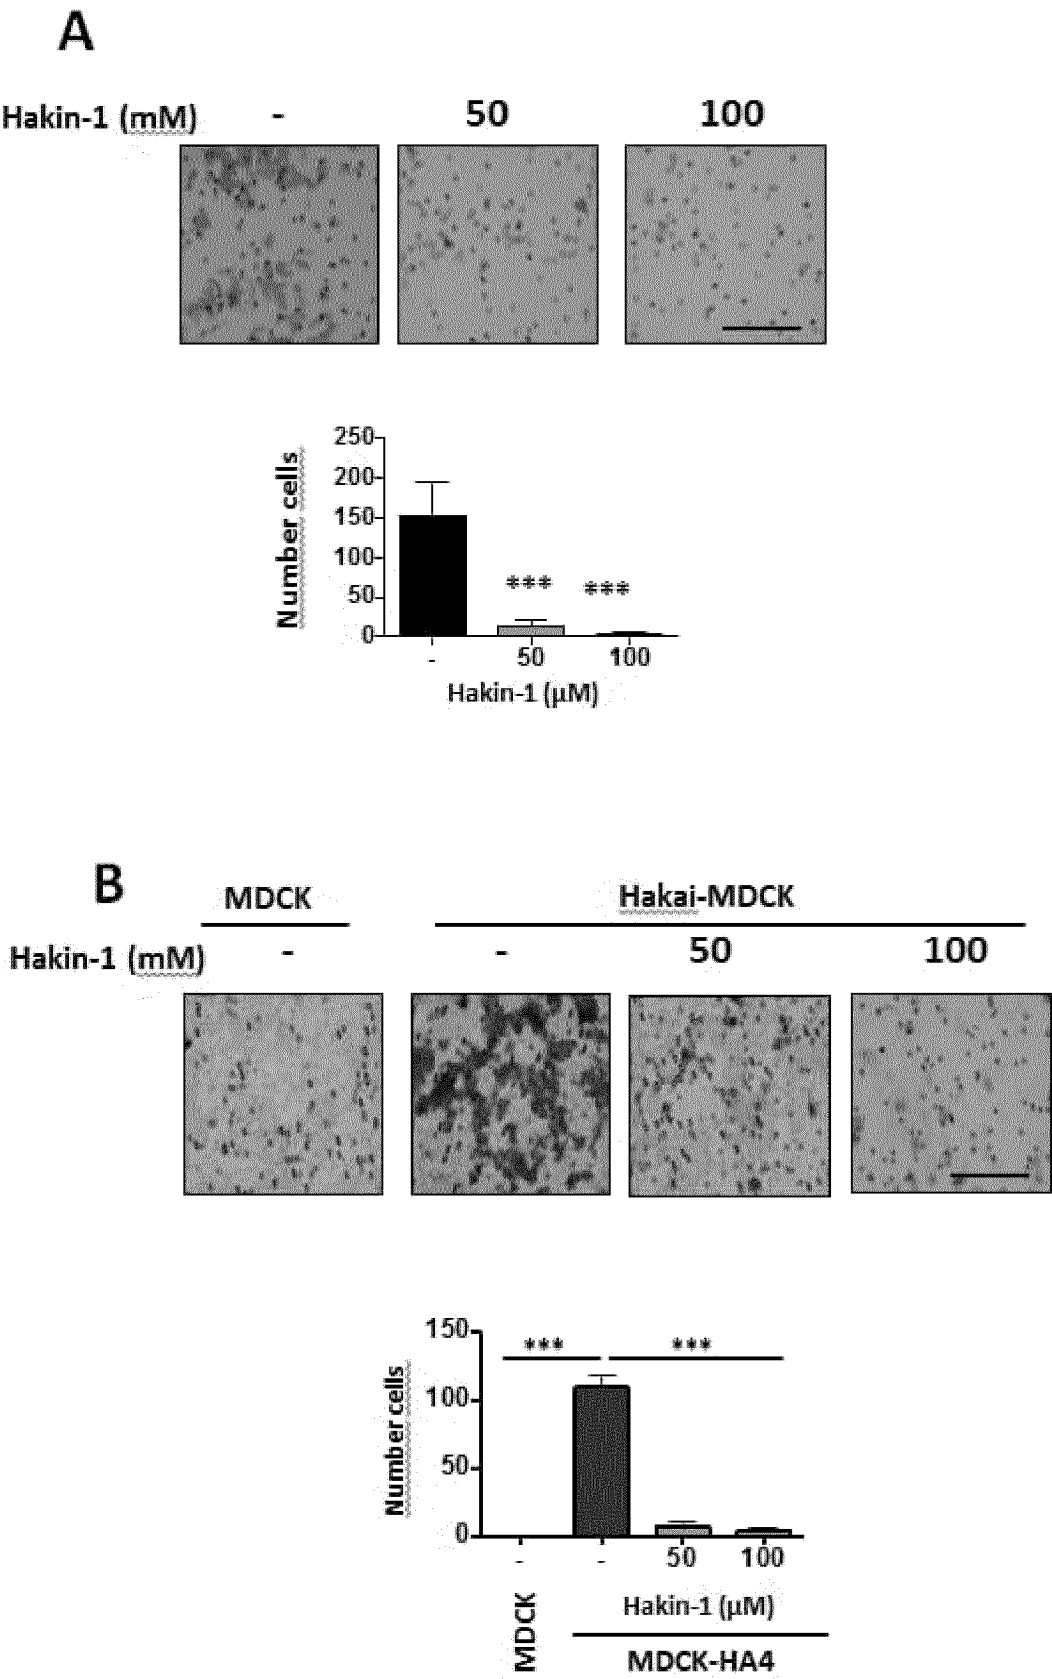 A
Hakin-1 (mM) - 50 100
250
200
150
100
50
0
Number cells
*** ***
- 50 100
Hakin-1 (µM)
B
MDCK Hakai-MDCK
Hakin-1 (mM) - - 50 100
150
100
50
0
Number cells
*** ***
- - 50 100
MDCK
Hakin-1 (µM)
MDCK-HA4